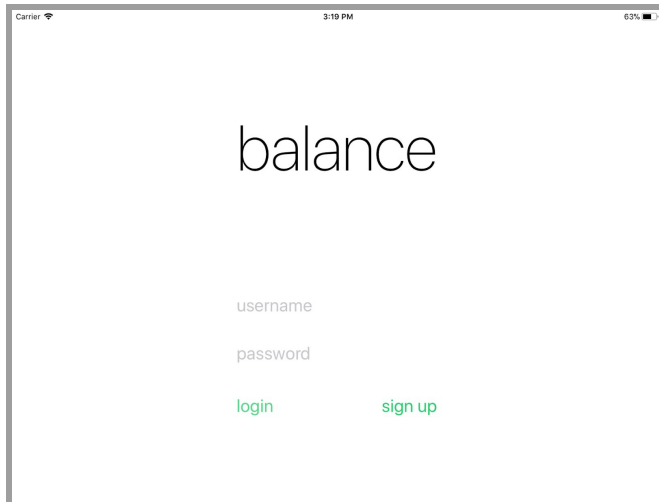 Carrier 3:19 PM 63%
balance
username
password
login sign up